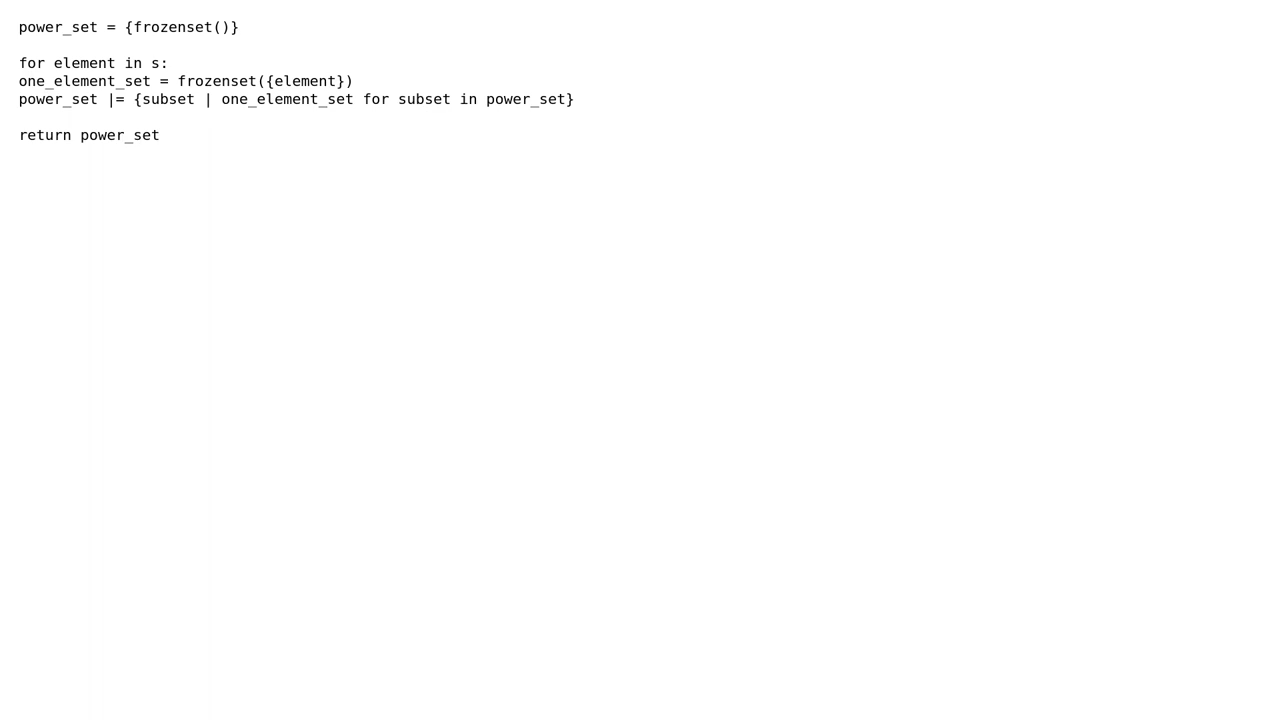 power_set = {frozenset()}

for element in s:
one_element_set = frozenset({element})
power_set |= {subset | one_element_set for subset in power_set}

return power_set